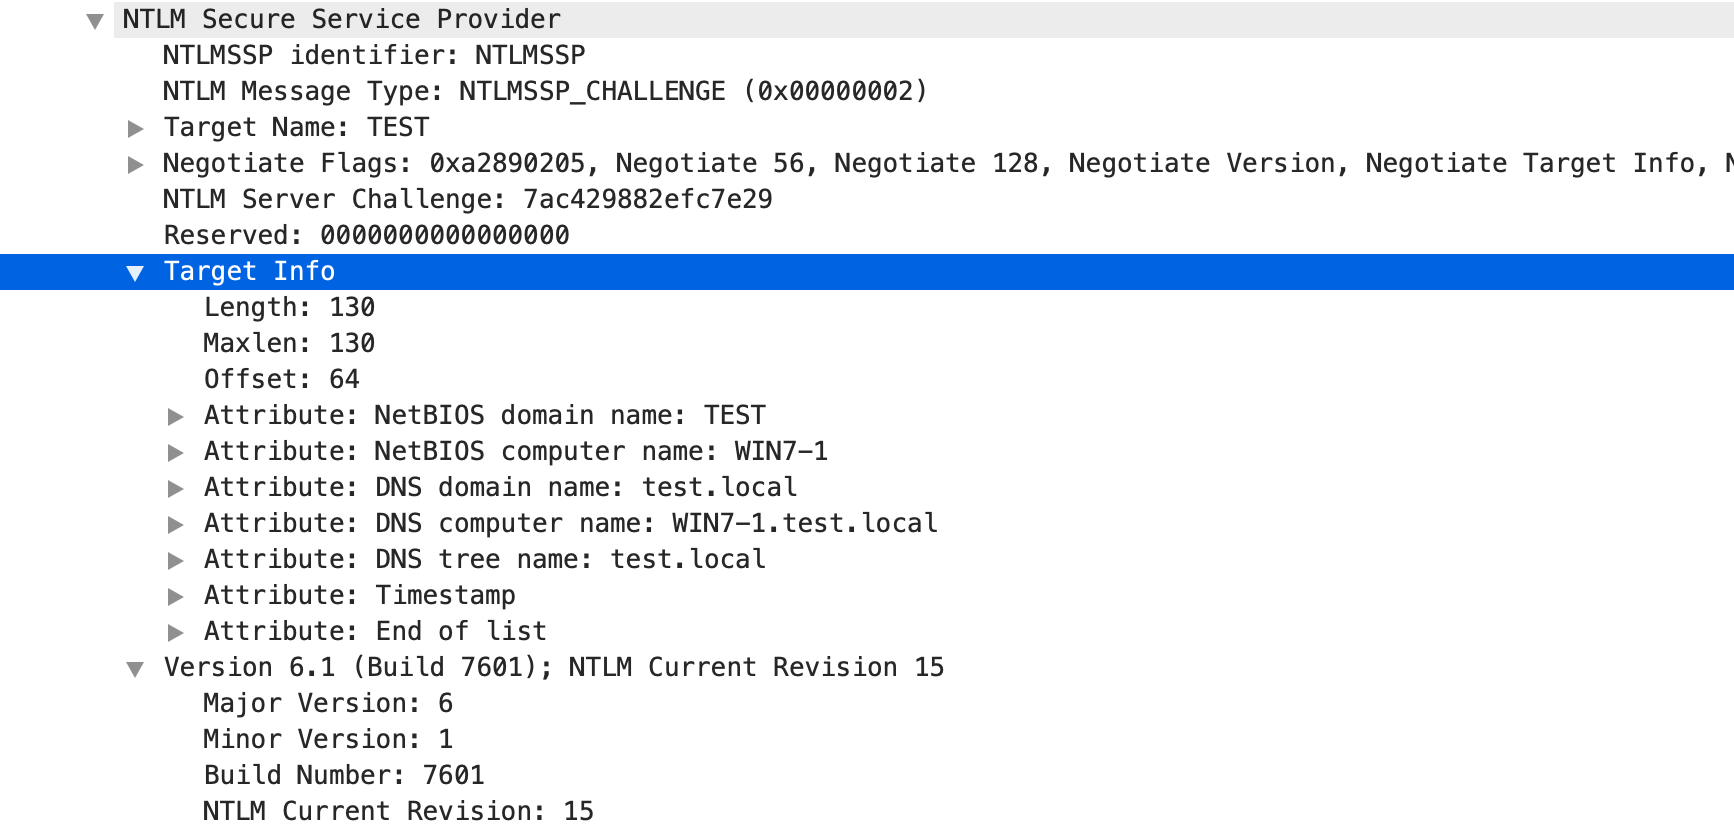 NTLM Secure Service Provider
NTLMSSP identifier: NTLMSSP
NTLM Message Type: NTLMSSP_CHALLENGE (0x00000002)
Target Name: TEST
Negotiate Flags: 0xa2890205, Negotiate 56, Negotiate 128, Negotiate Version, Negotiate Target Info,
NTLM Server Challenge: 7ac429882efc7e29
Reserved: 0000000000000000
Target Info
Length: 130
Maxlen: 130
Offset: 64
Attribute: NetBIOS domain name: TEST
Attribute: NetBIOS computer name: WIN7-1
Attribute: DNS domain name: test.local
Attribute: DNS computer name: WIN7-1.test.local
Attribute: DNS tree name: test.local
Attribute: Timestamp
Attribute: End of list
Version 6.1 (Build 7601); NTLM Current Revision 15
Major Version: 6
Minor Version: 1
Build Number: 7601
NTLM Current Revision: 15